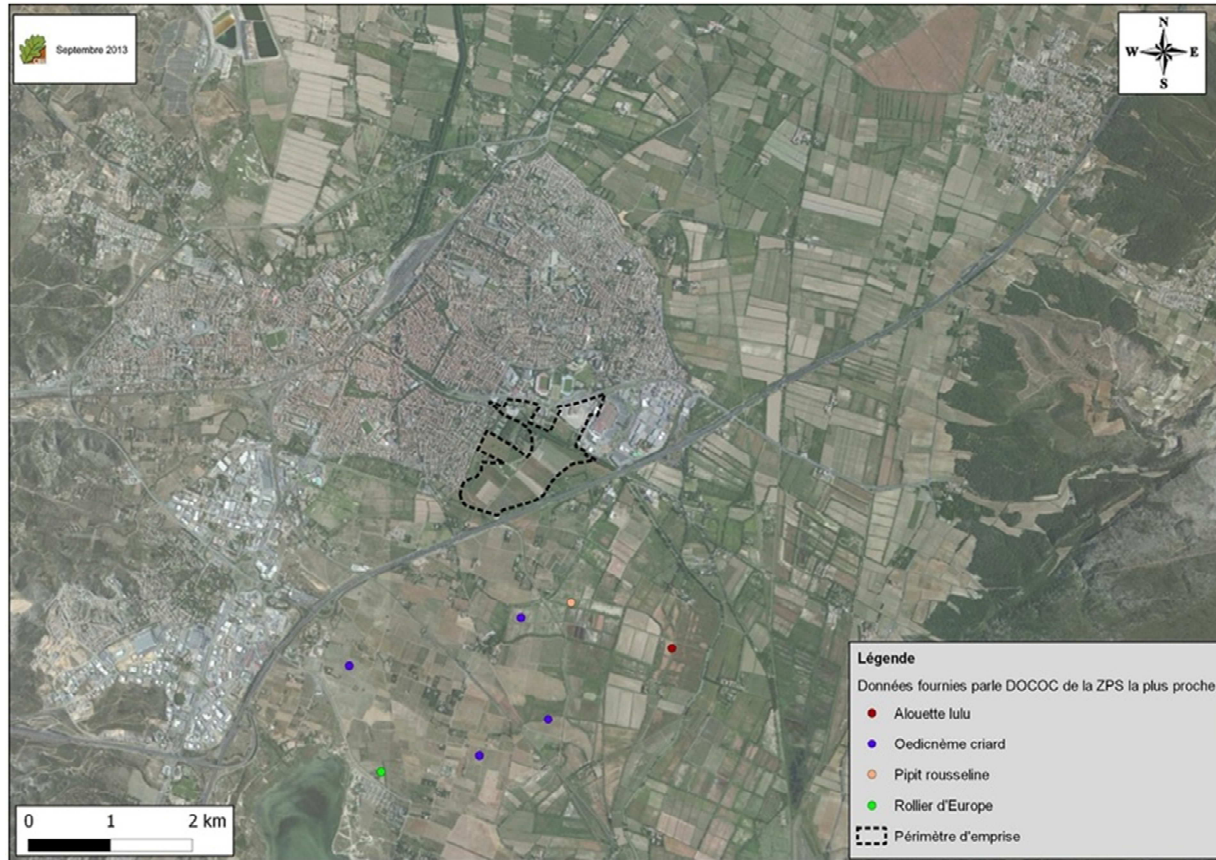 Septembre 2013
N
W E
S
Légende
Données fournies parle DOCOC de la ZPS la plus proche
Alouette lulu
Oedicnème criard
Pipit rousseline
Rollier d'Europe
Périmètre d'emprise
0 1 2 km